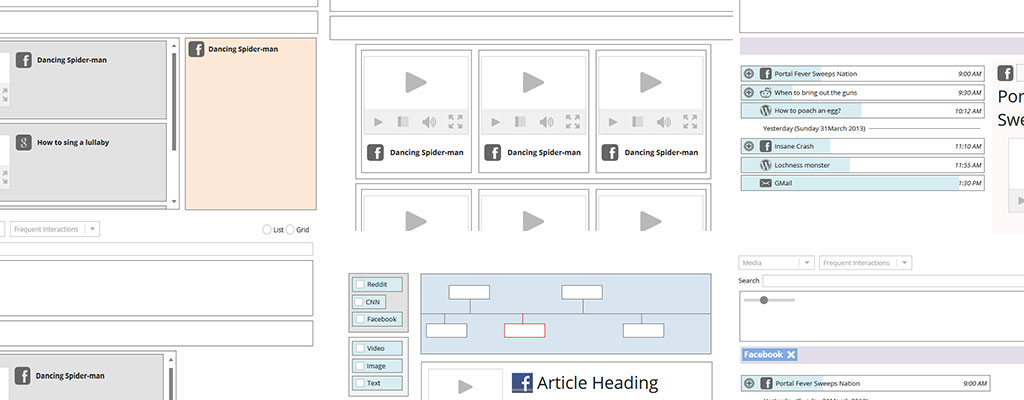 Dancing Spider-man
How to sing a lullaby
Dancing Spider-man
Frequent Interactions
List Grid
Dancing Spider-man
Dancing Spider-man
Dancing Spider-man
Dancing Spider-man
Reddit
CNN
Facebook
Video
Image
Text
Article Heading
Portal Fever Sweeps Nation 9:00 AM
When to bring out the guns 9:30 AM
How to poach an egg? 10:12 AM
Yesterday (Sunday 31March 2013)
Insane Crash 11:10 AM
Lochness monster 11:55 AM
GMail 1:30 PM
Media Frequent Interactions
Search
Facebook X
Portal Fever Sweeps Nation 9:00 AM